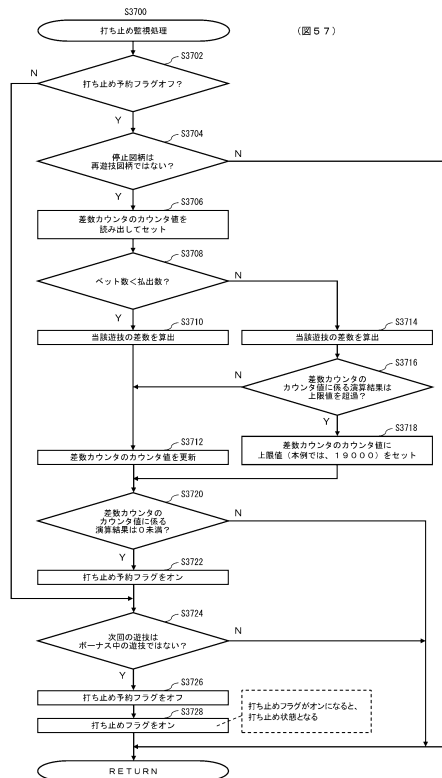 S3700
打ち止め監視処理
(図57)
S3702
N
打ち止め予約フラグオフ？
Y
S3704
N
停止図柄は
再遊技図柄ではない？
Y
S3706
差数カウンタのカウンタ値を
読み出してセット
S3708
N
ベット数＜払出数？
Y
S3710
当該遊技の差数を算出
S3714
当該遊技の差数を算出
S3716
N
差数カウンタの
カウンタ値に係る演算結果は
上限値を超過？
Y
S3712
差数カウンタのカウンタ値を更新
S3718
差数カウンタのカウンタ値に
上限値（本例では、19000）をセット
S3720
N
差数カウンタの
カウンタ値に係る
演算結果は0未満？
Y
S3722
打ち止め予約フラグをオン
S3724
N
次回の遊技は
ボーナス中の遊技ではない？
Y
S3726
打ち止め予約フラグをオフ
S3728
打ち止めフラグをオン
打ち止めフラグがオンになると、
打ち止め状態となる
RETURN